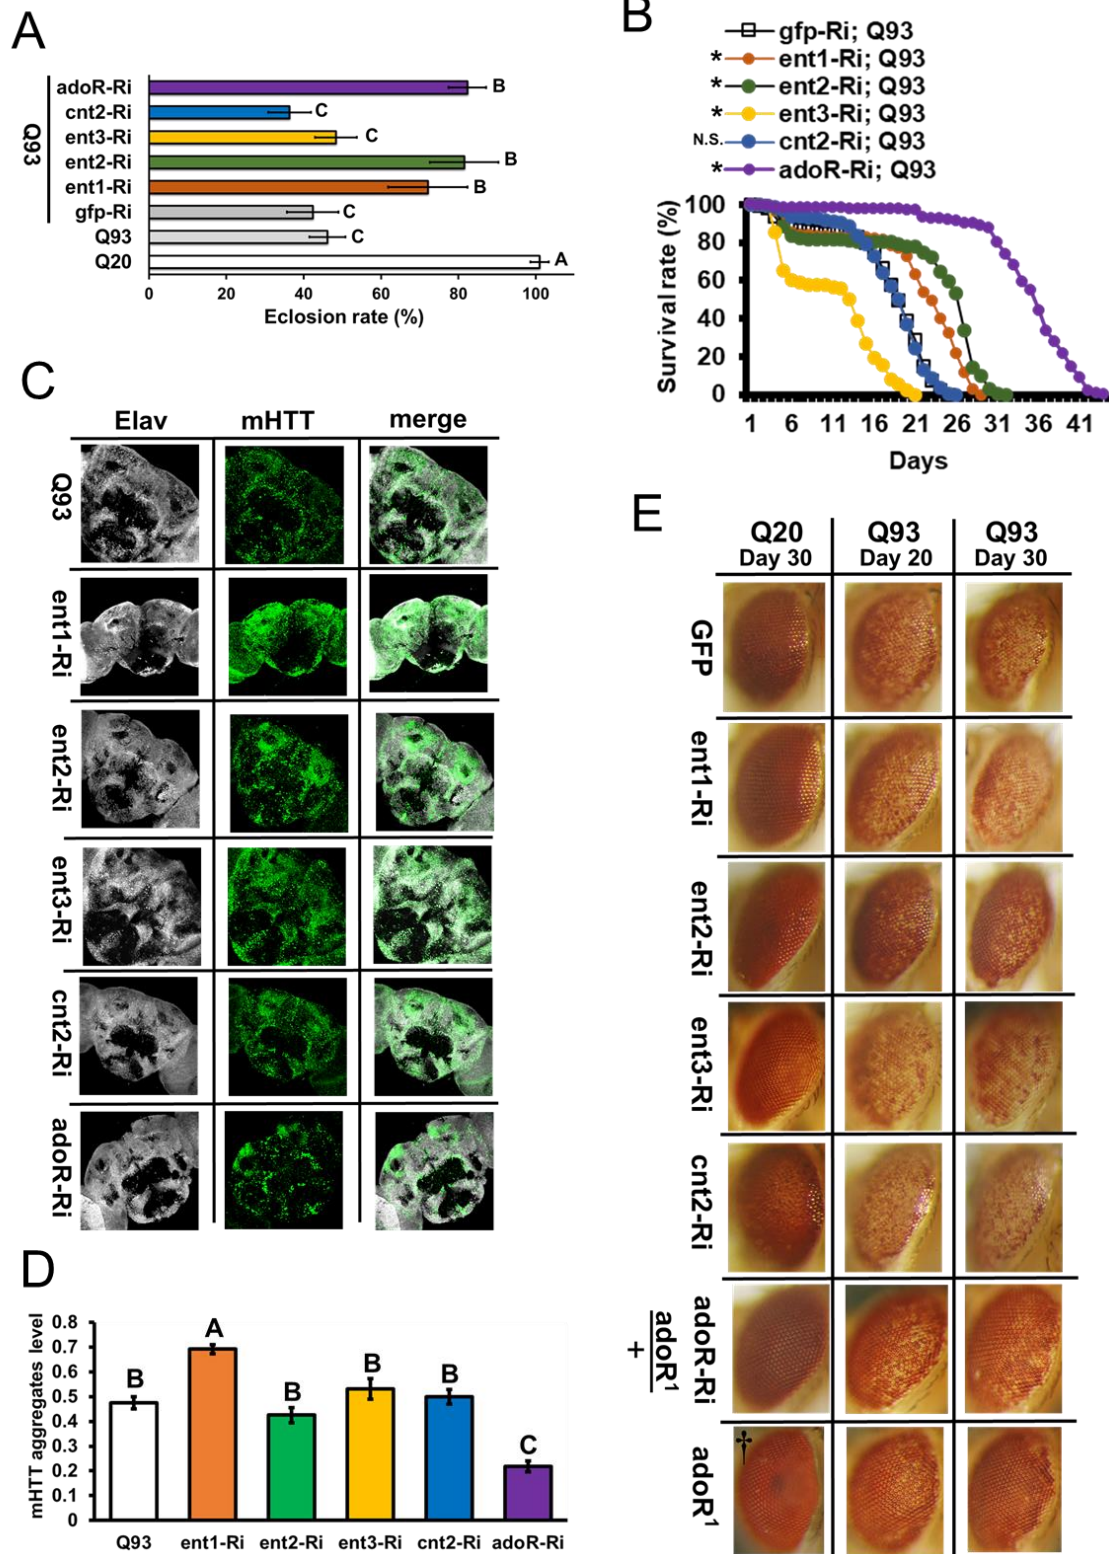 A
adoR-Ri
B
cnt2-Ri
C
ent3-Ri
C
ent2-Ri
B
ent1-Ri
B
gfp-Ri
C
Q93
C
Q20
A
Q93
0 20 40 60 80 100
Eclosion rate (%)
B
gfp-Ri; Q93
* ent1-Ri; Q93
* ent2-Ri; Q93
* ent3-Ri; Q93
N.S. cnt2-Ri; Q93
* adoR-Ri; Q93
Survival rate (%)
100
80
60
40
20
0
1 6 11 16 21 26 31 36 41
Days
C
Elav mHTT merge
Q93
ent1-Ri
ent2-Ri
ent3-Ri
cnt2-Ri
adoR-Ri
D
mHTT aggregates level
0.8
0.7
0.6
0.5
0.4
0.3
0.2
0.1
0
B A B B B C
Q93 ent1-Ri ent2-Ri ent3-Ri cnt2-Ri adoR-Ri
E
Q20 Q93 Q93
Day 30 Day 20 Day 30
GFP
ent1-Ri
ent2-Ri
ent3-Ri
cnt2-Ri
adoR-Ri
adoR¹
+
adoR¹
†